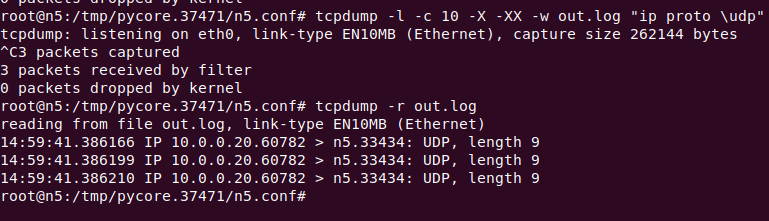 0 packets dropped by kernel
root@n5:/tmp/pycore.37471/n5.conf# tcpdump -l -c 10 -X -XX -w out.log "ip proto \udp"
tcpdump: listening on eth0, link-type EN10MB (Ethernet), capture size 262144 bytes
^C3 packets captured
3 packets received by filter
0 packets dropped by kernel
root@n5:/tmp/pycore.37471/n5.conf# tcpdump -r out.log
reading from file out.log, link-type EN10MB (Ethernet)
14:59:41.386166 IP 10.0.0.20.60782 > n5.33434: UDP, length 9
14:59:41.386199 IP 10.0.0.20.60782 > n5.33434: UDP, length 9
14:59:41.386210 IP 10.0.0.20.60782 > n5.33434: UDP, length 9
root@n5:/tmp/pycore.37471/n5.conf#